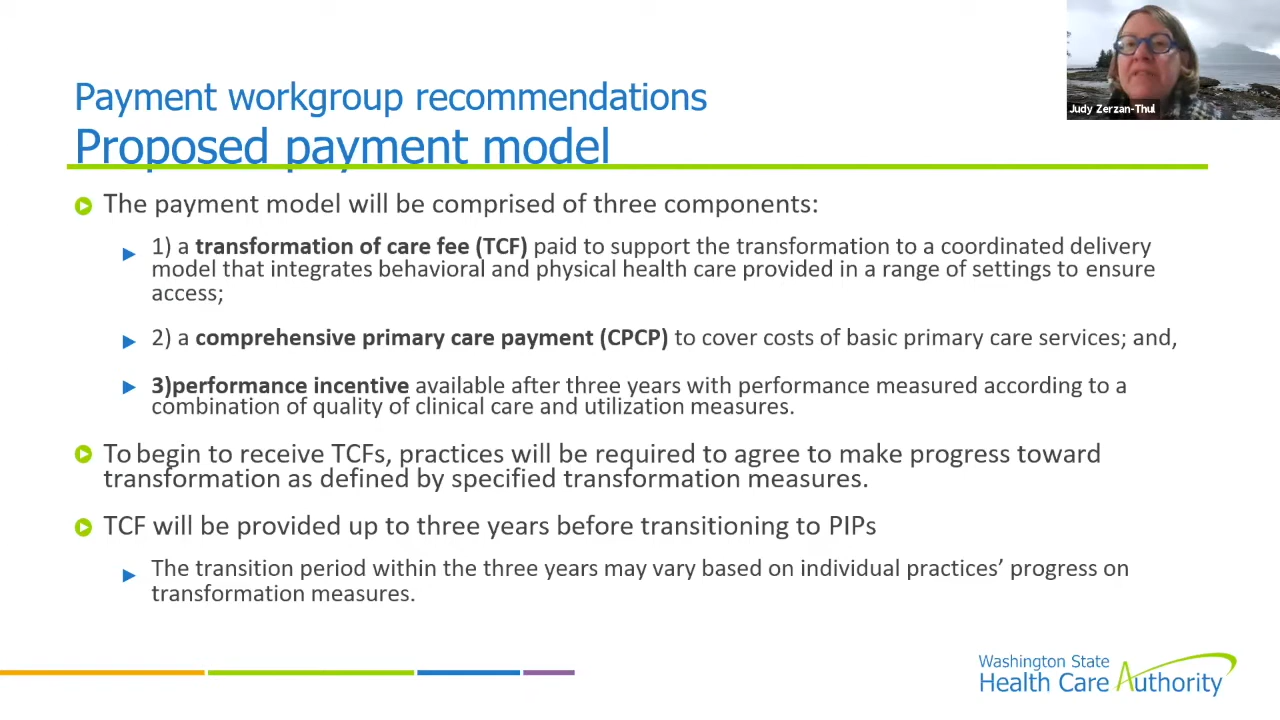 Payment workgroup recommendations
Proposed payment model
Judy Zerzan-Thul
The payment model will be comprised of three components:
1) a transformation of care fee (TCF) paid to support the transformation to a coordinated delivery
model that integrates behavioral and physical health care provided in a range of settings to ensure
access;
2) a comprehensive primary care payment (CPCP) to cover costs of basic primary care services; and,
3)performance incentive available after three years with performance measured according to a
combination of quality of clinical care and utilization measures.
To begin to receive TCFs, practices will be required to agree to make progress toward
transformation as defined by specified transformation measures.
TCF will be provided up to three years before transitioning to PIPs
The transition period within the three years may vary based on individual practices’ progress on
transformation measures.
Washington State
Health Care Authority